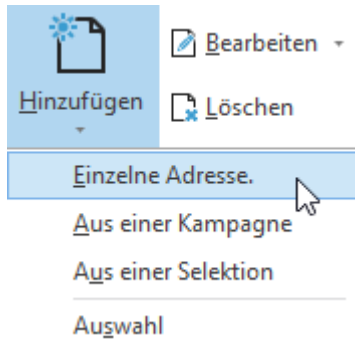 Bearbeiten
Hinzufügen
Löschen
Einzelne Adresse.
Aus einer Kampagne
Aus einer Selektion
Auswahl